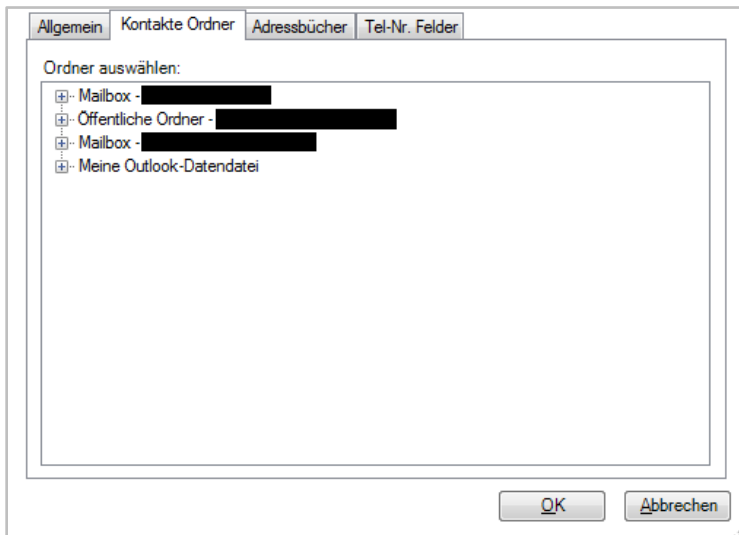 Allgemein Kontakte Ordner Adressbücher Tel-Nr. Felder
Ordner auswählen:
Mailbox -
Öffentliche Ordner -
Mailbox -
Meine Outlook-Datendatei
OK Abbrechen